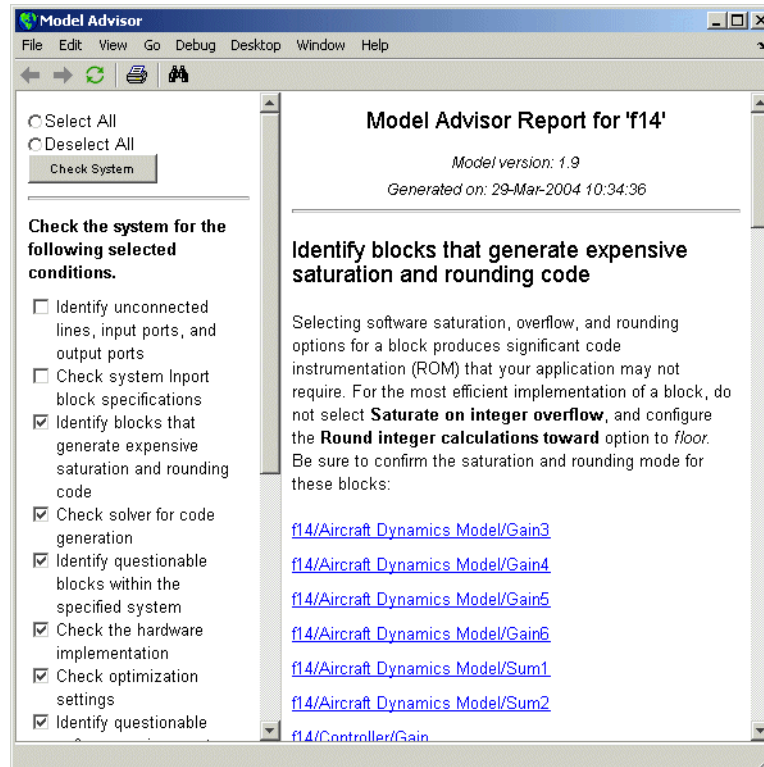 Model Advisor
File Edit View Go Debug Desktop Window Help
Select All
Deselect All
Check System
Check the system for the
following selected
conditions.
Identify unconnected
lines, input ports, and
output ports
Check system Inport
block specifications
Identify blocks that
generate expensive
saturation and rounding
code
Check solver for code
generation
Identify questionable
blocks within the
specified system
Check the hardware
implementation
Check optimization
settings
Identify questionable
Model Advisor Report for 'f14'
Model version: 1.9
Generated on: 29-Mar-2004 10:34:36
Identify blocks that generate expensive
saturation and rounding code
Selecting software saturation, overflow, and rounding
options for a block produces significant code
instrumentation (ROM) that your application may not
require. For the most efficient implementation of a block, do
not select Saturate on integer overflow, and configure
the Round integer calculations toward option to floor.
Be sure to confirm the saturation and rounding mode for
these blocks:
f14/Aircraft Dynamics Model/Gain3
f14/Aircraft Dynamics Model/Gain4
f14/Aircraft Dynamics Model/Gain5
f14/Aircraft Dynamics Model/Gain6
f14/Aircraft Dynamics Model/Sum1
f14/Aircraft Dynamics Model/Sum2
f14/Controller/Gain